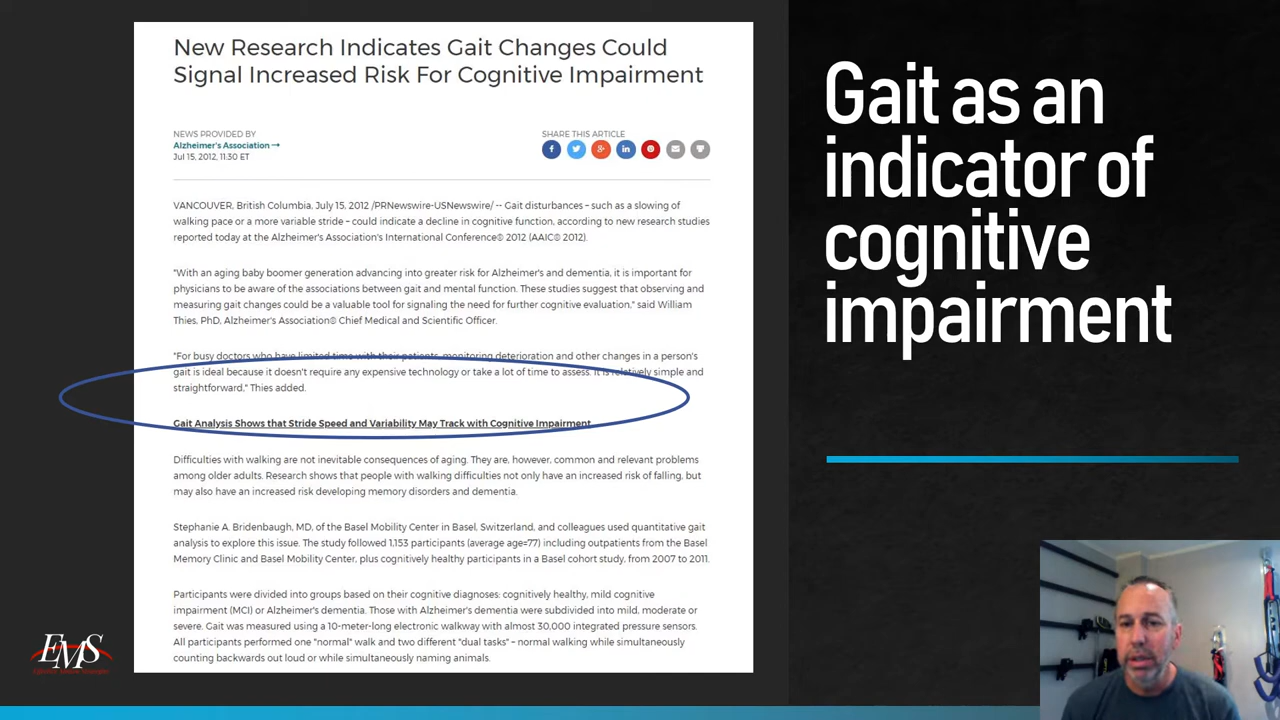 New Research Indicates Gait Changes Could
Signal Increased Risk For Cognitive Impairment
NEWS PROVIDED BY
Alzheimer's Association →
Jul 15, 2012, 11:30 ET
SHARE THIS ARTICLE
VANCOUVER, British Columbia, July 15, 2012 /PRNewswire-USNewswire/ -- Gait disturbances – such as a slowing of
walking pace or a more variable stride – could indicate a decline in cognitive function, according to new research studies
reported today at the Alzheimer's Association's International Conference® 2012 (AAIC® 2012).
"With an aging baby boomer generation advancing into greater risk for Alzheimer's and dementia, it is important for
physicians to be aware of the associations between gait and mental function. These studies suggest that observing and
measuring gait changes could be a valuable tool for signaling the need for further cognitive evaluation," said William
Thies, PhD, Alzheimer's Association® Chief Medical and Scientific Officer.
"For busy doctors who have limited time with their patients, monitoring deterioration and other changes in a person's
gait is ideal because it doesn't require any expensive technology or take a lot of time to assess. It is relatively simple and
straightforward," Thies added.
Gait Analysis Shows that Stride Speed and Variability May Track with Cognitive Impairment
Difficulties with walking are not inevitable consequences of aging. They are, however, common and relevant problems
among older adults. Research shows that people with walking difficulties not only have an increased risk of falling, but
may also have an increased risk developing memory disorders and dementia.
Stephanie A. Bridenbaugh, MD, of the Basel Mobility Center in Basel, Switzerland, and colleagues used quantitative gait
analysis to explore this issue. The study followed 1,153 participants (average age=77) including outpatients from the Basel
Memory Clinic and Basel Mobility Center, plus cognitively healthy participants in a Basel cohort study, from 2007 to 2011.
Participants were divided into groups based on their cognitive diagnoses: cognitively healthy, mild cognitive
impairment (MCI) or Alzheimer's dementia. Those with Alzheimer's dementia were subdivided into mild, moderate or
severe. Gait was measured using a 10-meter-long electronic walkway with almost 30,000 integrated pressure sensors.
All participants performed one "normal" walk and two different "dual tasks" – normal walking while simultaneously
counting backwards out loud or while simultaneously naming animals.
Gait as an
indicator of
cognitive
impairment
EMS